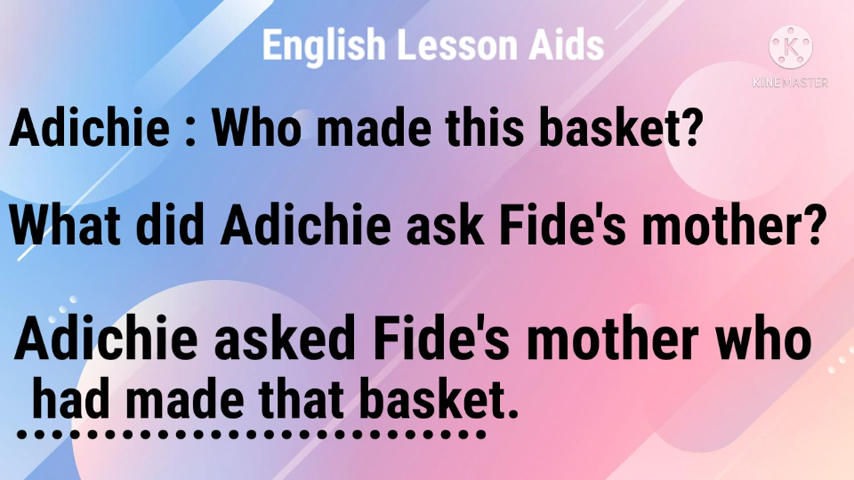 English Lesson Aids
KINEMASTER
Adichie : Who made this basket?
What did Adichie ask Fide's mother?
Adichie asked Fide's mother who
had made that basket.